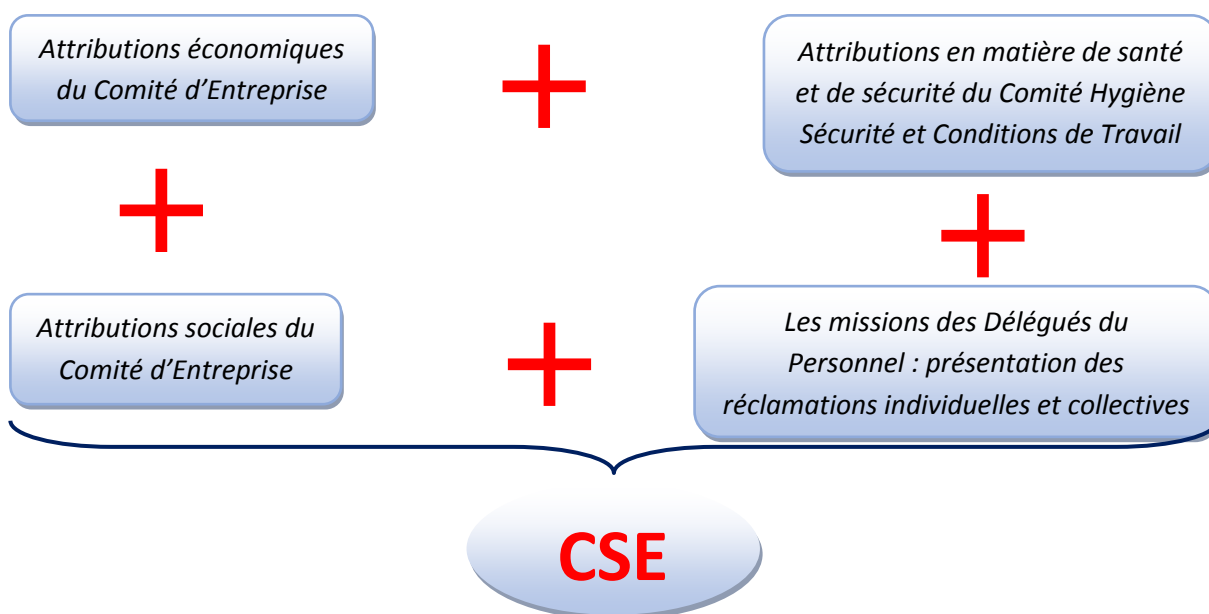 Attributions économiques
du Comité d’Entreprise
Attributions en matière de santé
et de sécurité du Comité Hygiène
Sécurité et Conditions de Travail
Attributions sociales du
Comité d’Entreprise
Les missions des Délégués du
Personnel : présentation des
réclamations individuelles et collectives
CSE